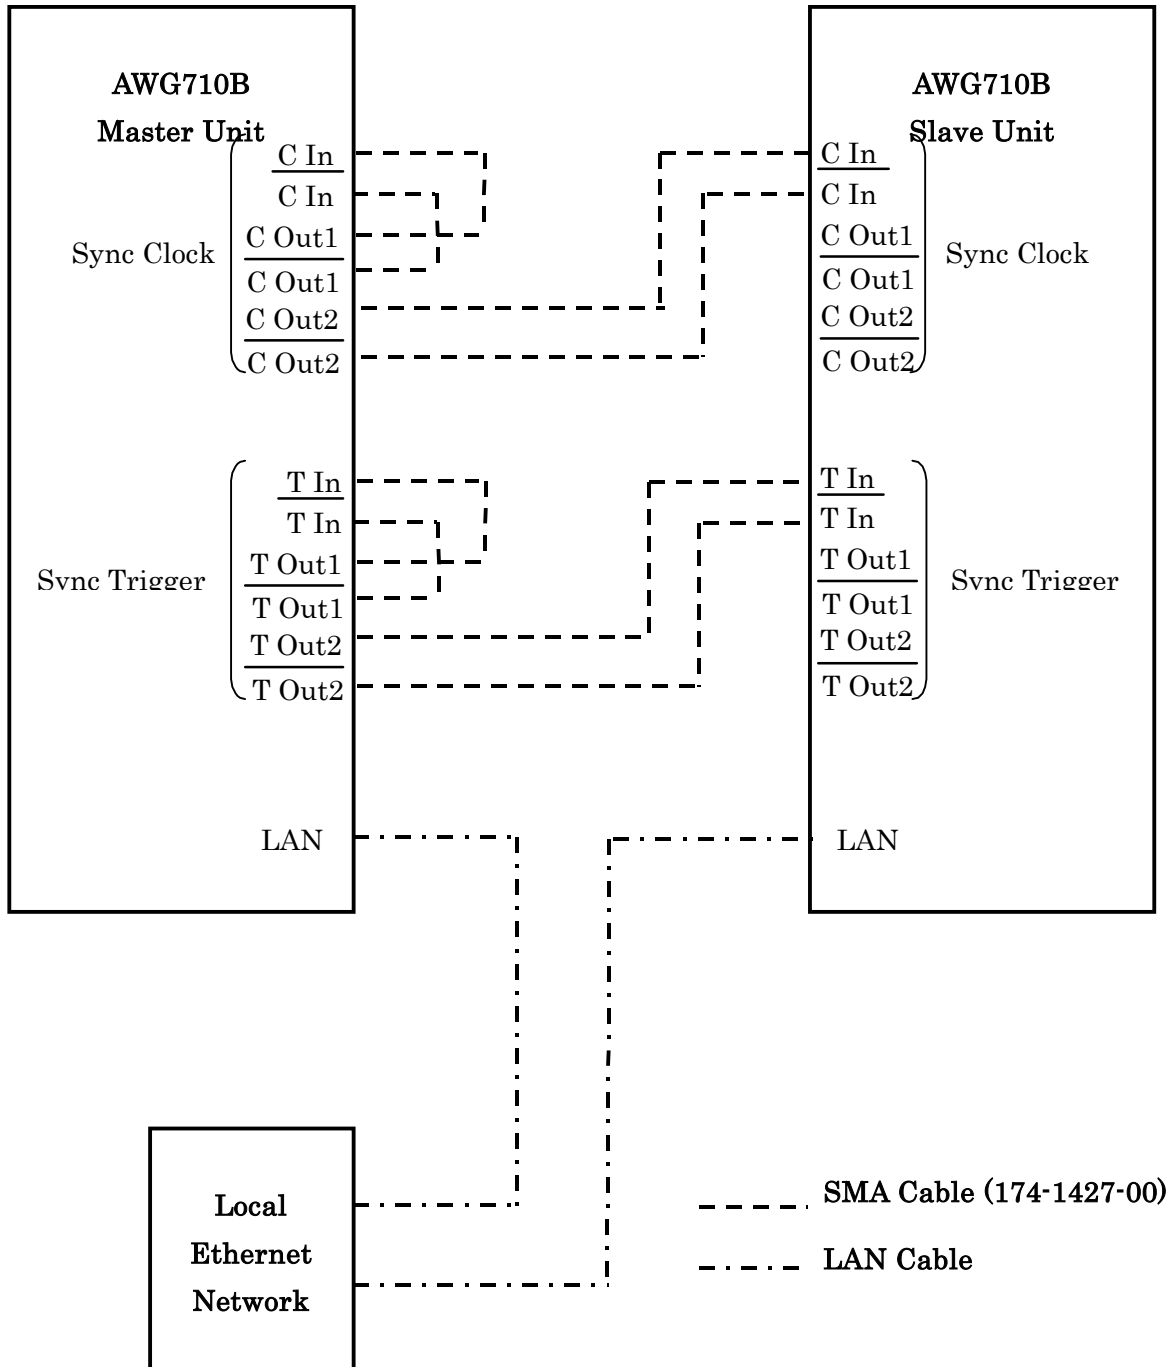 AWG710B
Master Unit
C In
C In
C Out1
C Out1
C Out2
C Out2
Sync Clock
T In
T In
T Out1
T Out1
T Out2
T Out2
Sync Trigger
LAN
AWG710B
Slave Unit
C In
C In
C Out1
C Out1
C Out2
C Out2
Sync Clock
T In
T In
T Out1
T Out1
T Out2
T Out2
Sync Trigger
LAN
Local
Ethernet
Network
SMA Cable (174-1427-00)
LAN Cable